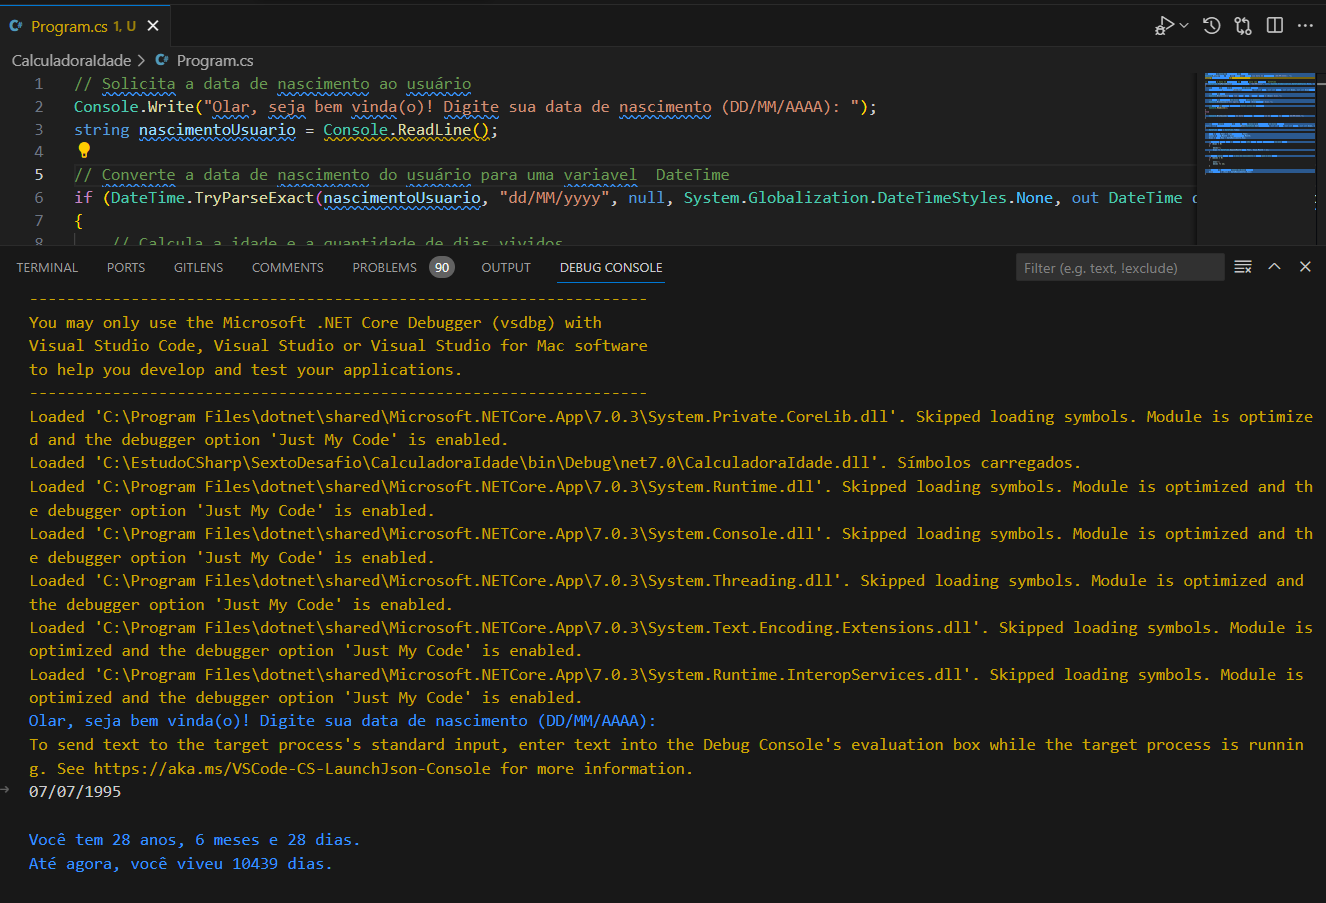 Program.cs 1, U
CalculadoraIdade > Program.cs
1 // Solicita a data de nascimento ao usuário
2 Console.Write("Olar, seja bem vinda(o)! Digite sua data de nascimento (DD/MM/AAAA): ");
3 string nascimentoUsuario = Console.ReadLine();
4
5 // Converte a data de nascimento do usuário para uma variavel  DateTime
6 if (DateTime.TryParseExact(nascimentoUsuario, "dd/MM/yyyy", null, System.Globalization.DateTimeStyles.None, out DateTime
7 {
8 // Calcula a idade e a quantidade de dias vividos
TERMINAL PORTS GITLENS COMMENTS PROBLEMS 90 OUTPUT DEBUG CONSOLE Filter (e.g. text, !exclude)
-------------------------------------------------------------------
You may only use the Microsoft .NET Core Debugger (vsdbg) with
Visual Studio Code, Visual Studio or Visual Studio for Mac software
to help you develop and test your applications.
-------------------------------------------------------------------
Loaded 'C:\Program Files\dotnet\shared\Microsoft.NETCore.App\7.0.3\System.Private.CoreLib.dll'. Skipped loading symbols. Module is optimize
d and the debugger option 'Just My Code' is enabled.
Loaded 'C:\EstudoCSharp\SextoDesafio\CalculadoraIdade\bin\Debug\net7.0\CalculadoraIdade.dll'. Símbolos carregados.
Loaded 'C:\Program Files\dotnet\shared\Microsoft.NETCore.App\7.0.3\System.Runtime.dll'. Skipped loading symbols. Module is optimized and th
e debugger option 'Just My Code' is enabled.
Loaded 'C:\Program Files\dotnet\shared\Microsoft.NETCore.App\7.0.3\System.Console.dll'. Skipped loading symbols. Module is optimized and th
e debugger option 'Just My Code' is enabled.
Loaded 'C:\Program Files\dotnet\shared\Microsoft.NETCore.App\7.0.3\System.Threading.dll'. Skipped loading symbols. Module is optimized and
the debugger option 'Just My Code' is enabled.
Loaded 'C:\Program Files\dotnet\shared\Microsoft.NETCore.App\7.0.3\System.Text.Encoding.Extensions.dll'. Skipped loading symbols. Module is
optimized and the debugger option 'Just My Code' is enabled.
Loaded 'C:\Program Files\dotnet\shared\Microsoft.NETCore.App\7.0.3\System.Runtime.InteropServices.dll'. Skipped loading symbols. Module is
optimized and the debugger option 'Just My Code' is enabled.
Olar, seja bem vinda(o)! Digite sua data de nascimento (DD/MM/AAAA):
To send text to the target process's standard input, enter text into the Debug Console's evaluation box while the target process is runnin
g. See https://aka.ms/VSCode-CS-LaunchJson-Console for more information.
07/07/1995
Você tem 28 anos, 6 meses e 28 dias.
Até agora, você viveu 10439 dias.